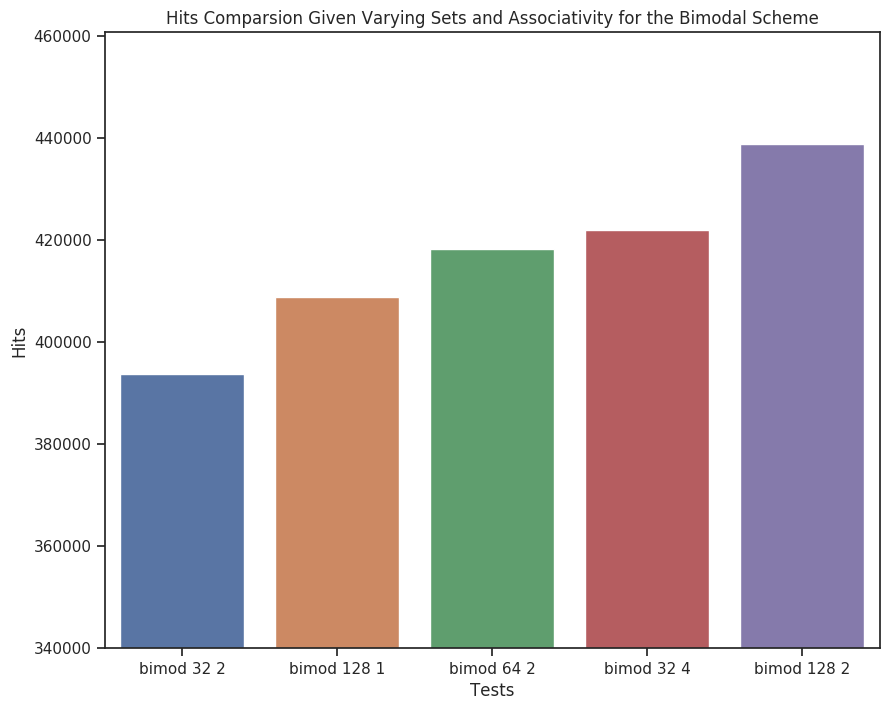 Hits Comparsion Given Varying Sets and Associativity for the Bimodal Scheme
460000
440000
420000
400000
380000
360000
340000
Hits
bimod 32 2
bimod 128 1
bimod 64 2
bimod 32 4
bimod 128 2
Tests